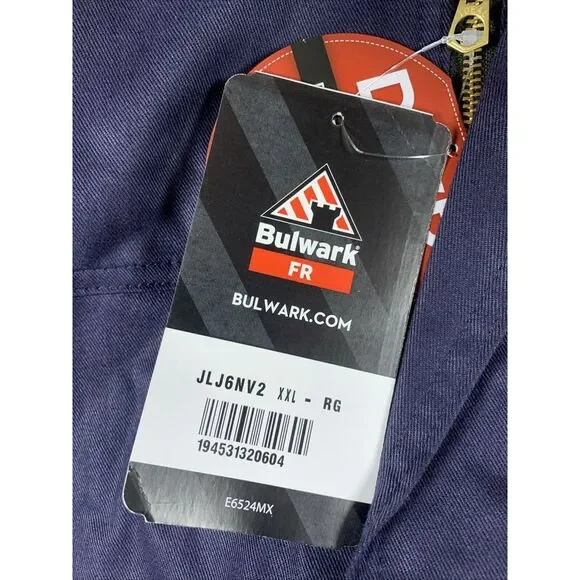 Bulwark®
FR
BULWARK.COM
JLJ6NV2 XXL - RG
194531320604
E6524MX